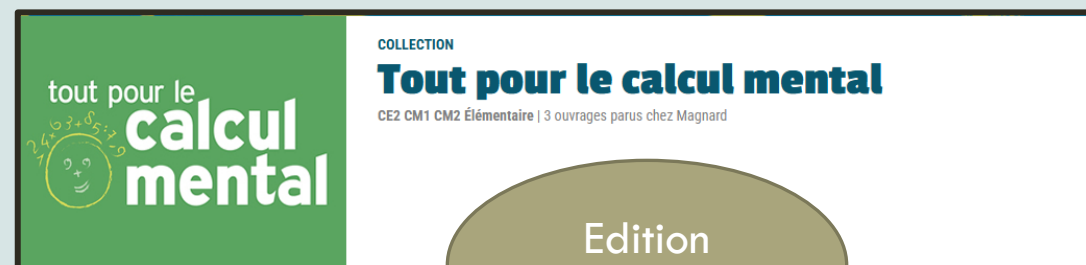 tout pour le
calcul
mental
COLLECTION
Tout pour le calcul mental
CE2 CM1 CM2 Élémentaire | 3 ouvrages parus chez Magnard
Edition